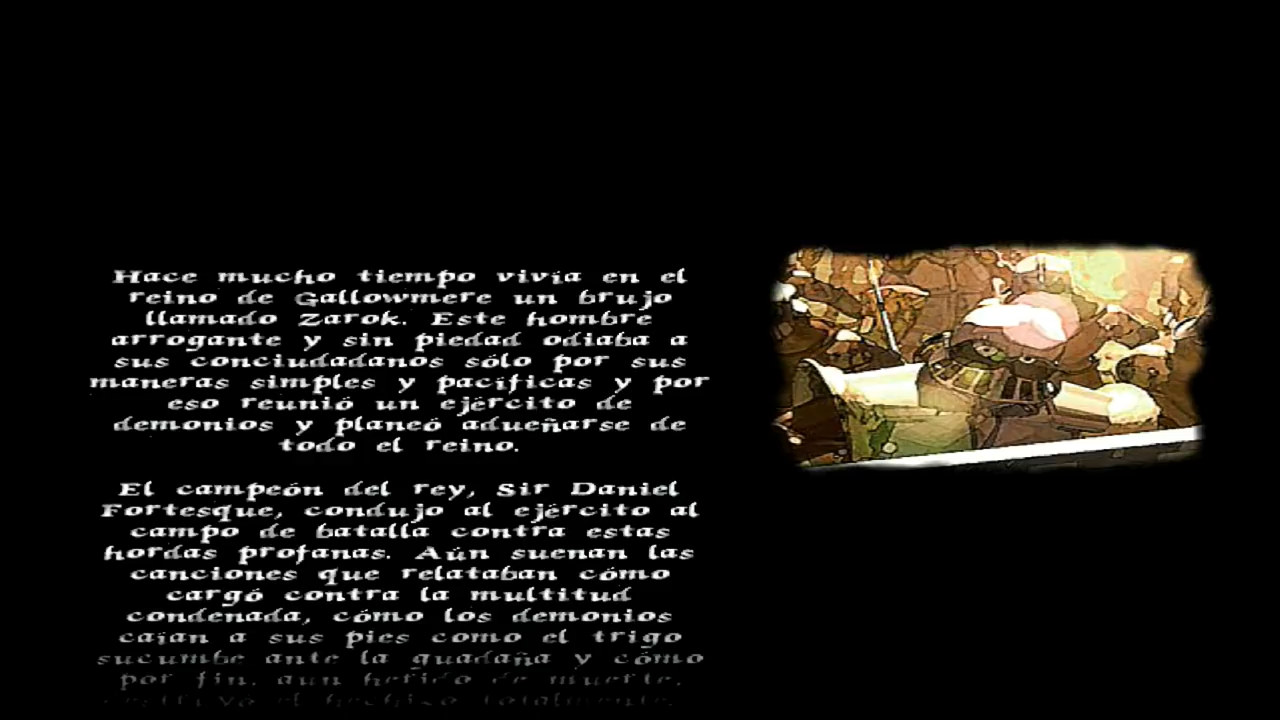 Hace mucho tiempo vivía en el
reino de Gallowmere un brujo
llamado Zarok. Este hombre
arrogante y sin piedad odiaba a
sus conciudadanos sólo por sus
maneras simples y pacíficas y por
eso reunió un ejército de
demonios y planeó adueñarse de
todo el reino.
El campeón del rey, Sir Daniel
Fortesque, condujo al ejército al
campo de batalla contra estas
hordas profanas. Aún suenan las
canciones que relataban cómo
cargó contra la multitud
condenada, cómo los demonios
caían a sus pies como el trigo
sucumbe ante la guadaña y cómo
por fin, aun herido de muerte,